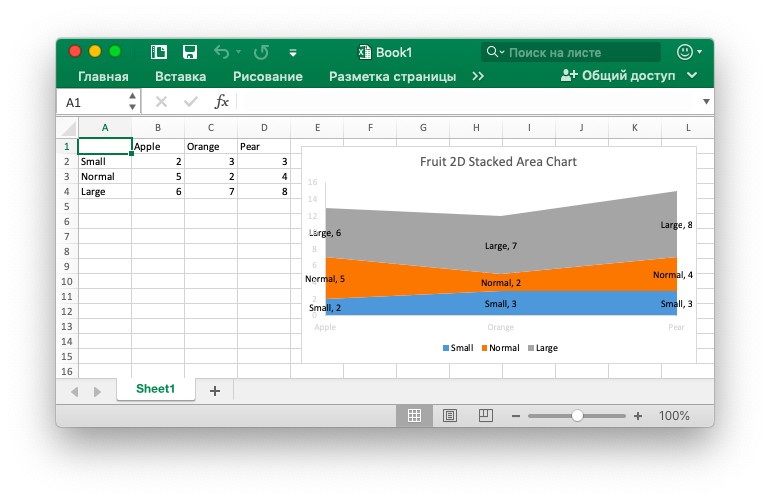 Book1
Поиск на листе
Главная Вставка Рисование Разметка страницы >> Общий доступ
A1 fx
A B C D E F G H I J K L
1 Apple Orange Pear
2 Small 2 3 3
3 Normal 5 2 4
4 Large 6 7 8
5
6
7
8
9
10
11
12
13
14
15
16
Fruit 2D Stacked Area Chart
16
14
12
Large, 6 Large, 7 Large, 8
8
6
Normal, 5 Normal, 2 Normal, 4
2
Small, 2 Small, 3 Small, 3
0
Apple Orange Pear
Small Normal Large
Sheet1 +
− + 100%